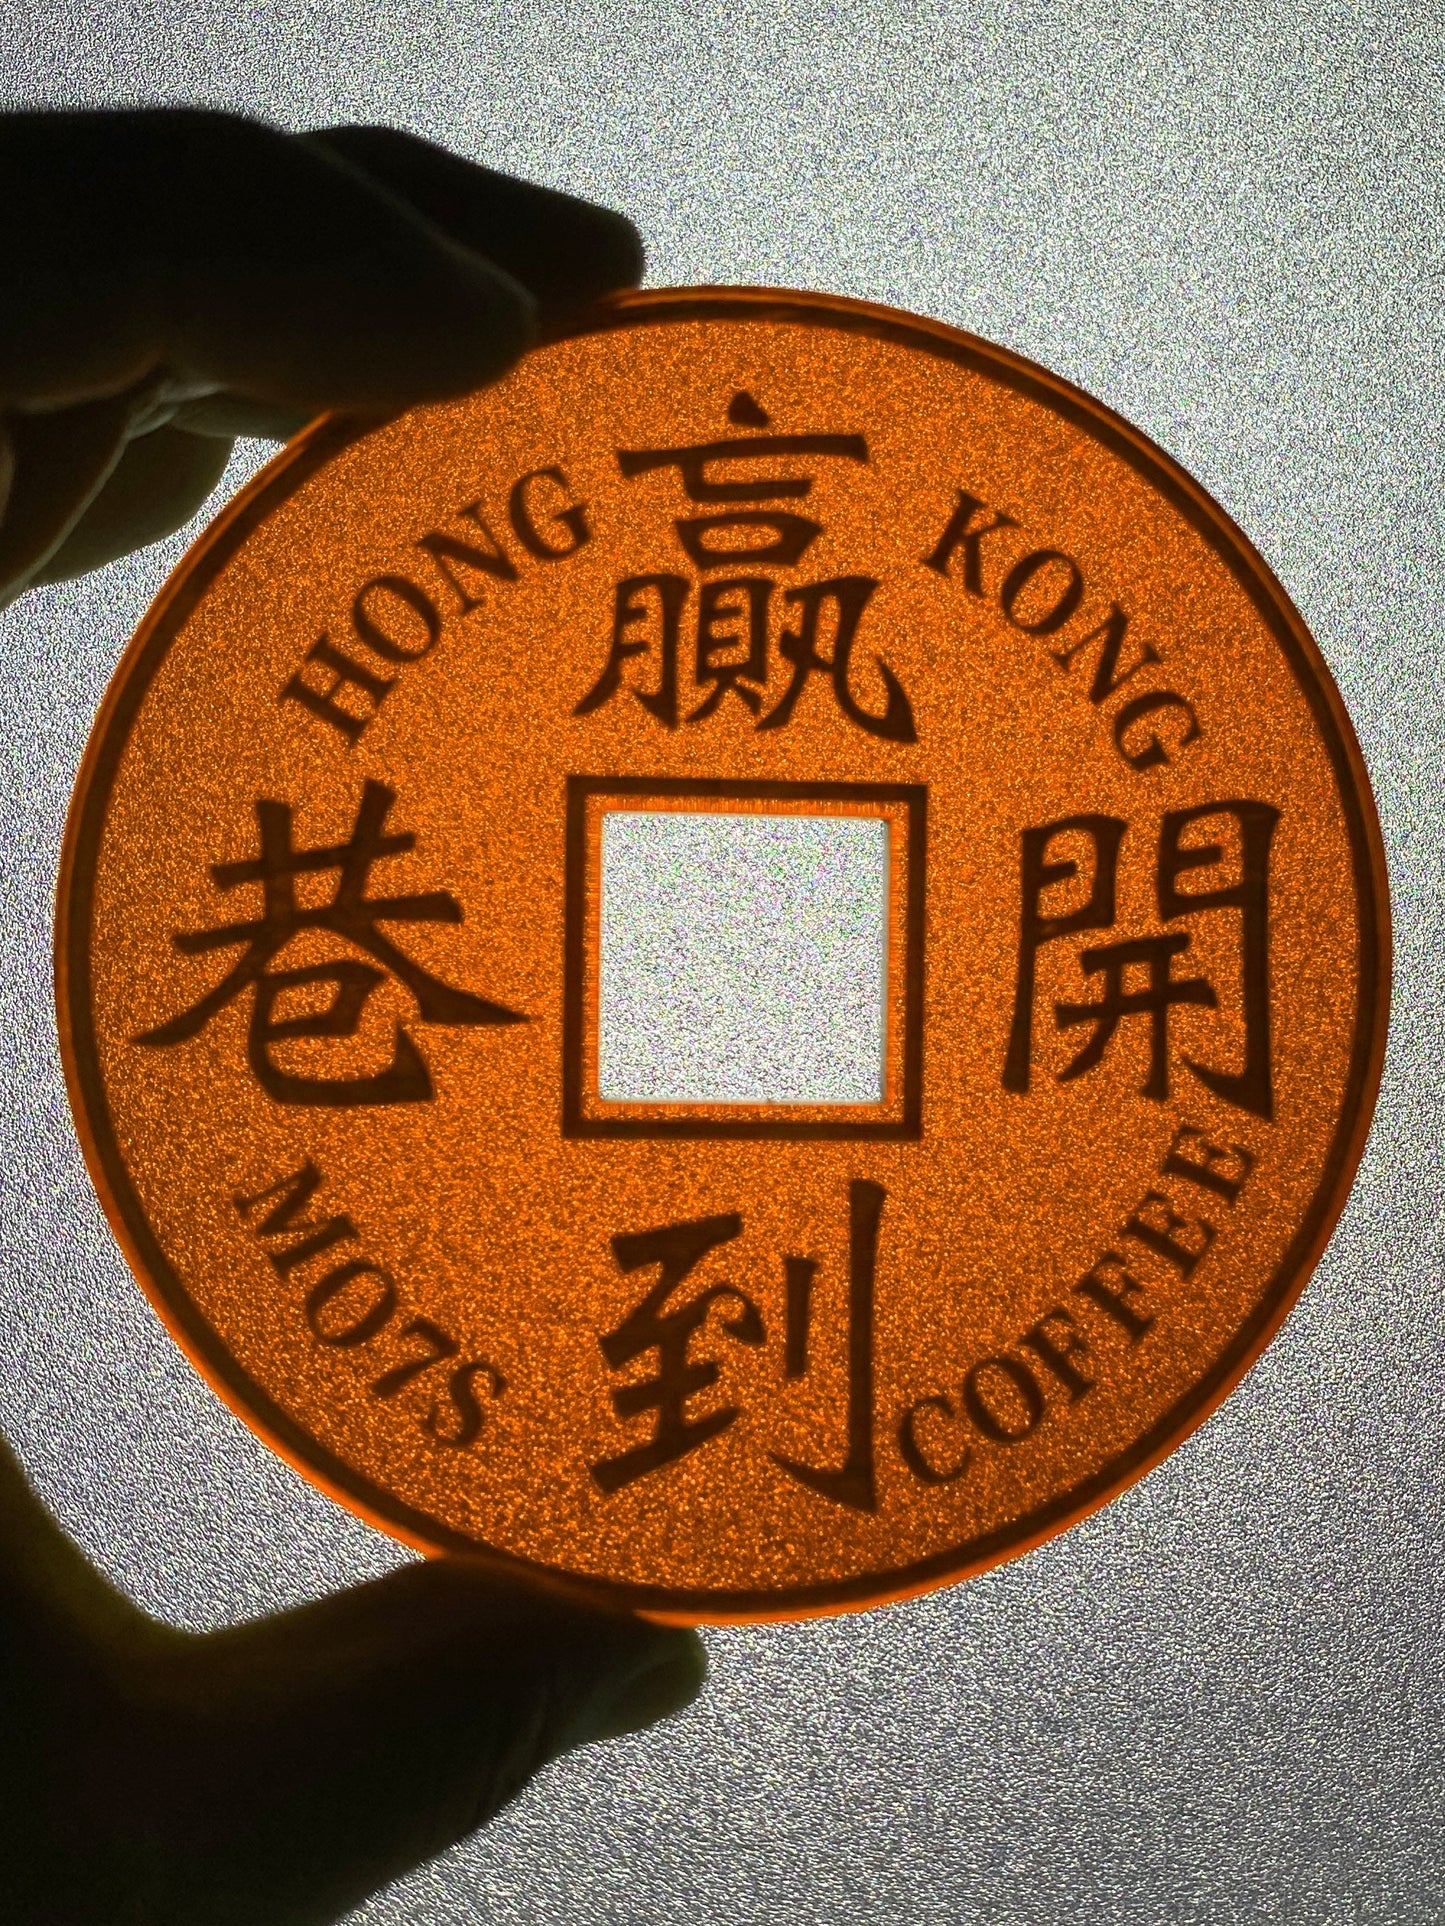 贏到開巷
HONG KONG
MO7S COFFEE